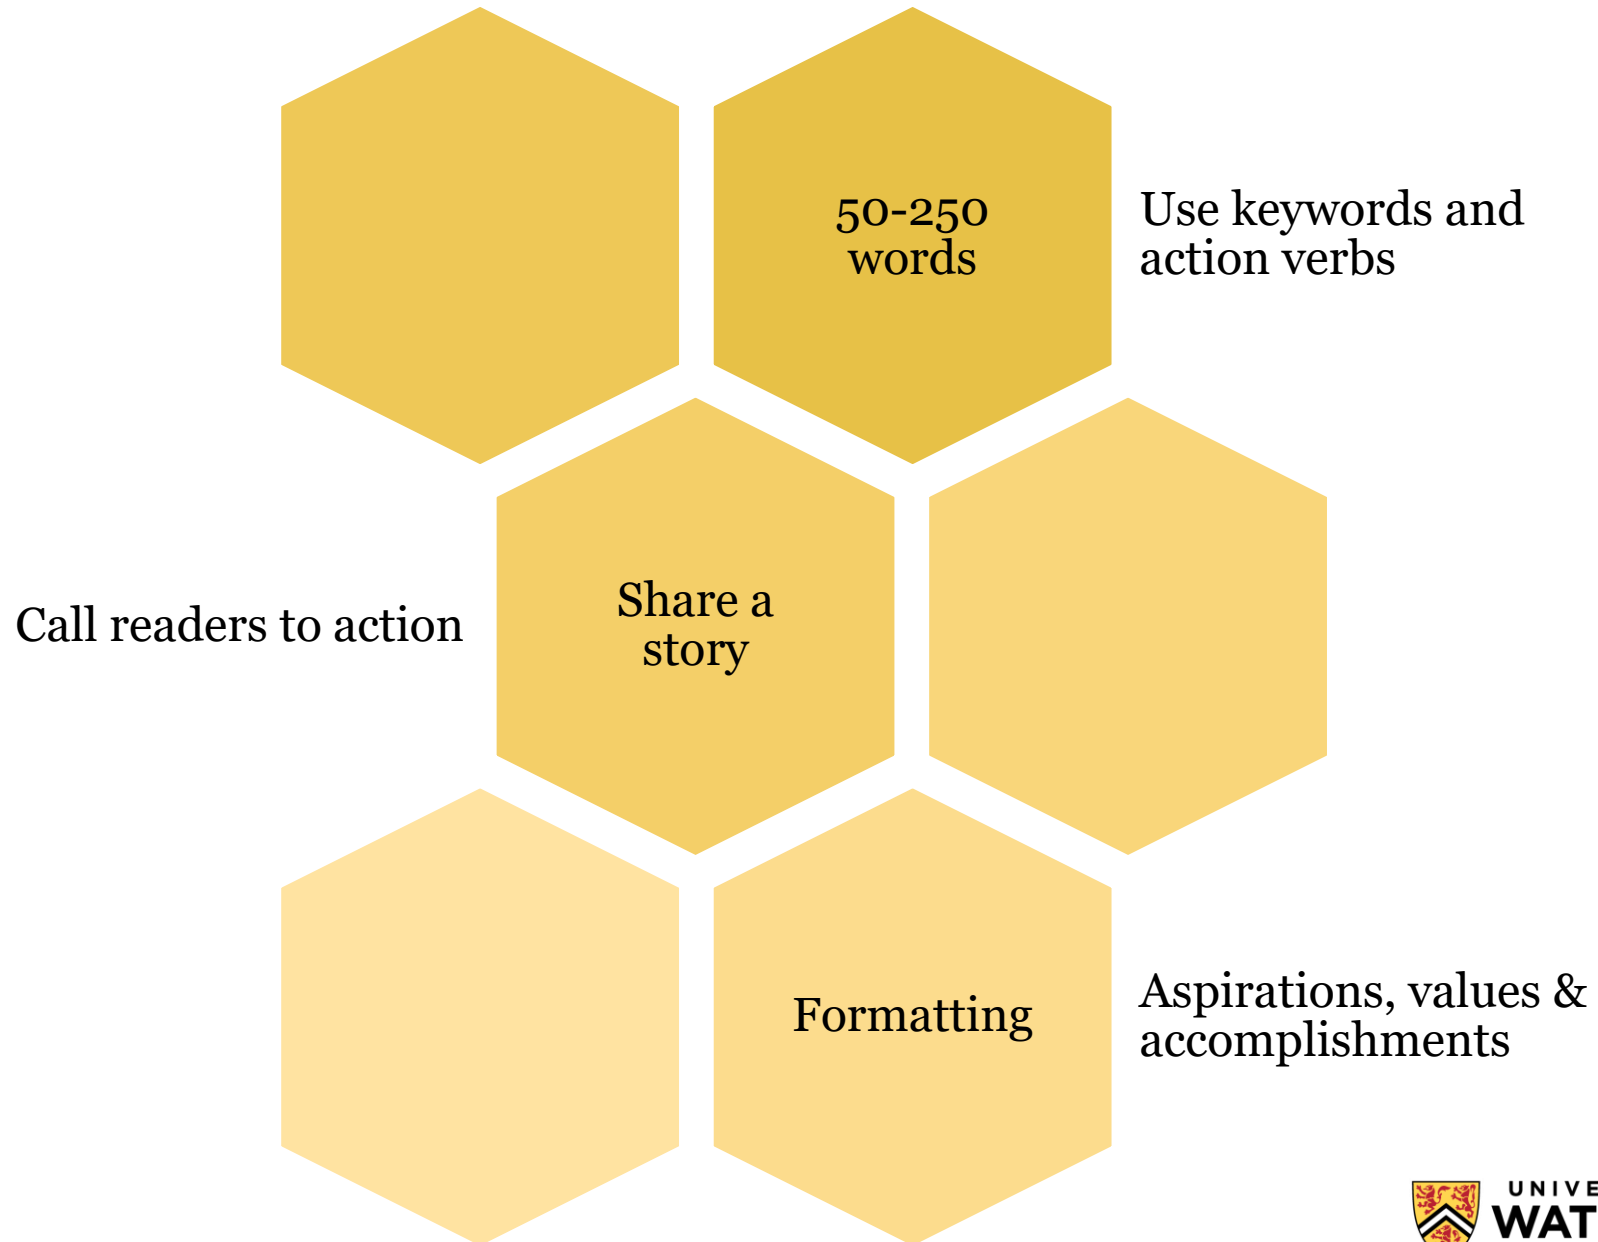 50-250
words
Use keywords and
action verbs
Call readers to action
Share a
story
Formatting
Aspirations, values &
accomplishments
UNIVE
WAT